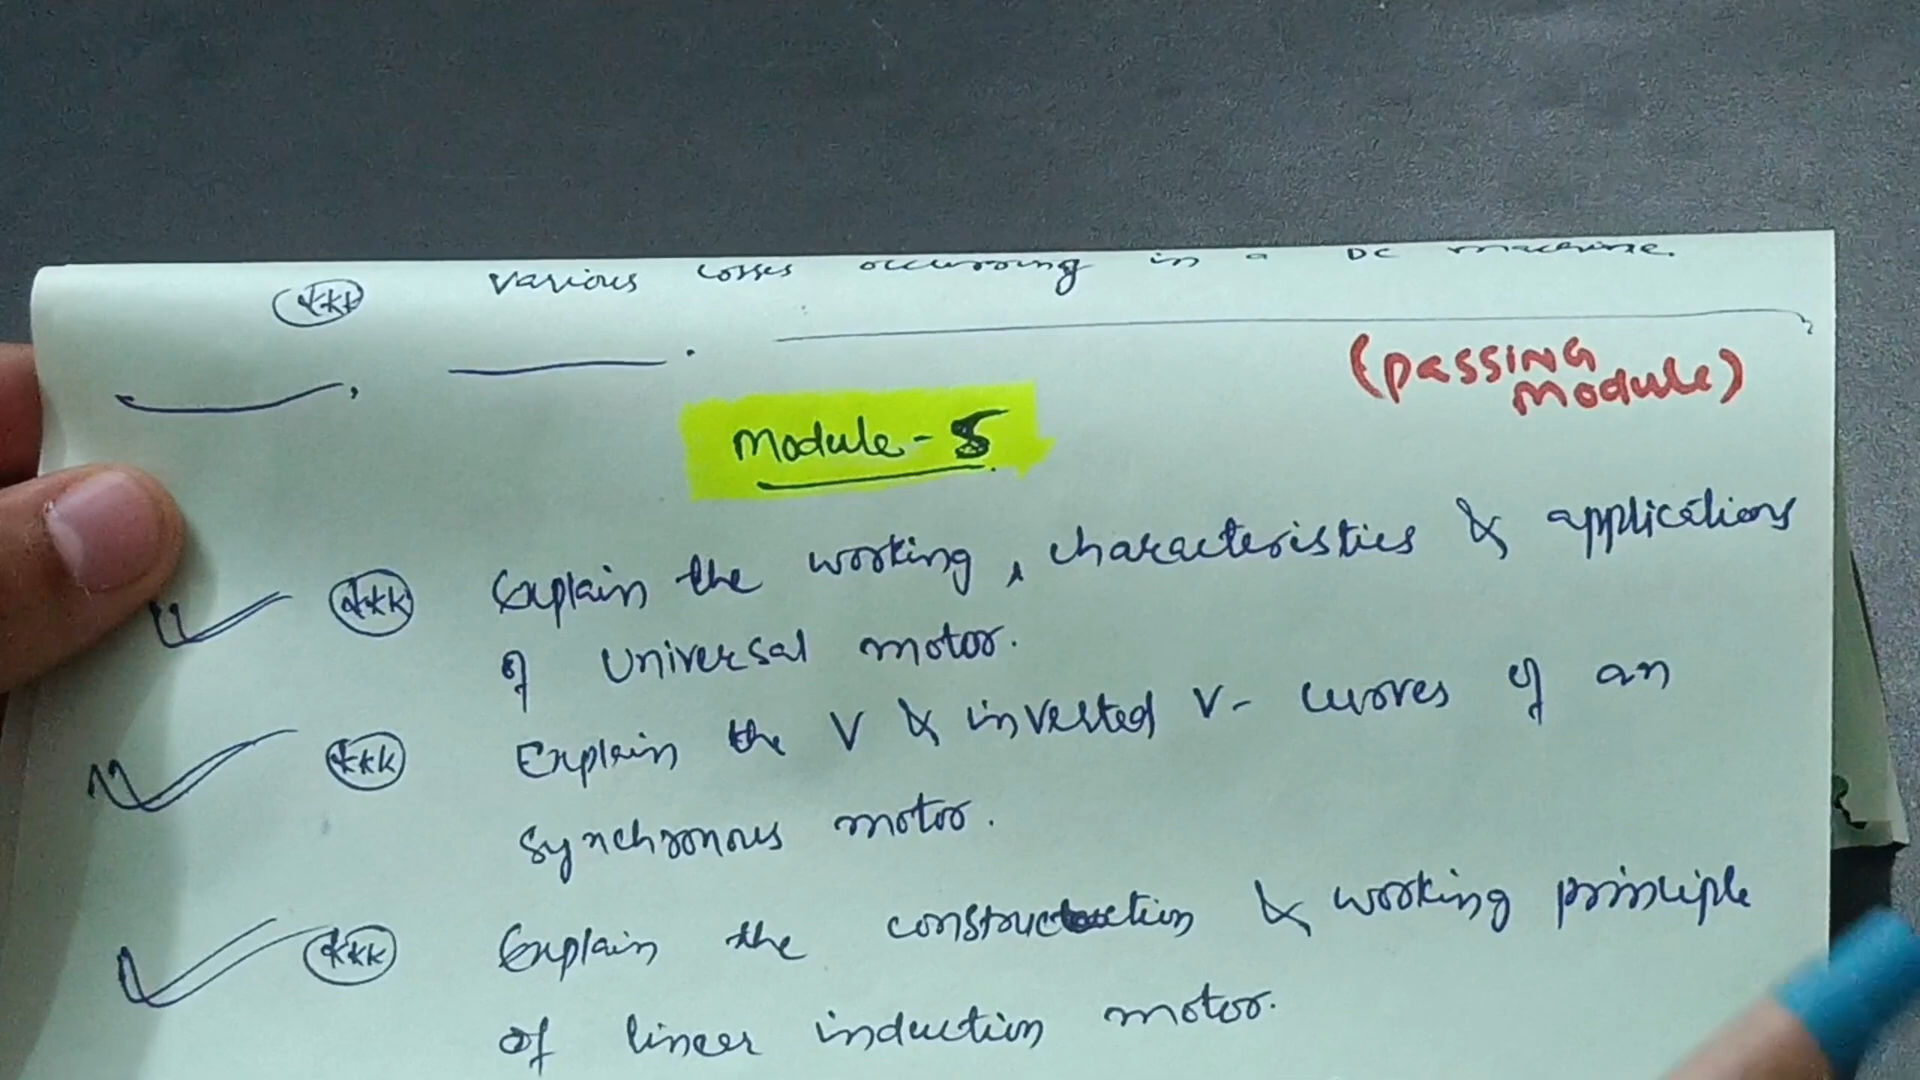 *** various losses occurring in a DC machine.
(PASSING
Module)
Module-5
*** Explain the working, characteristics & applications
of Universal motor.
*** Explain the V & inverted V- curves of an
Synchronous motor.
*** Explain the construction & working principle
of linear induction motor.